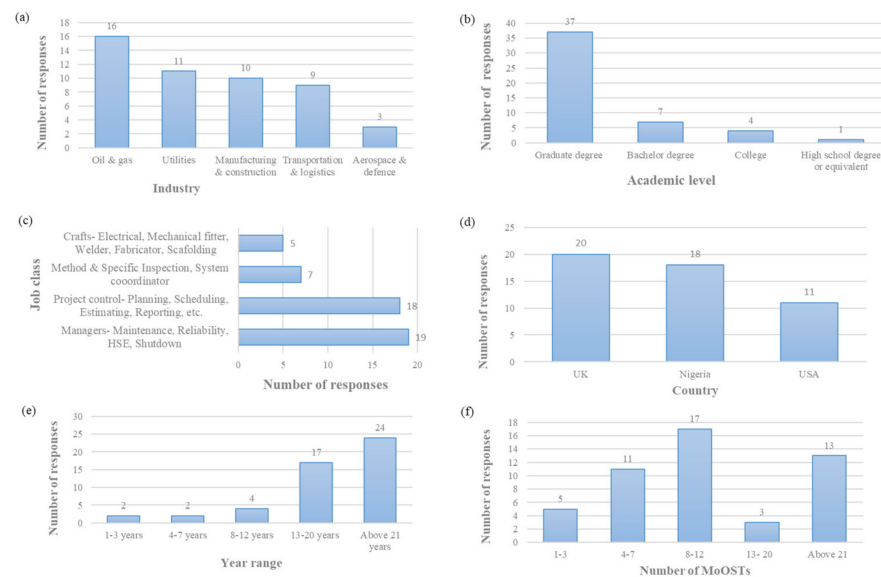 (a)
Number of responses
18
16
14
12
10
8
6
4
2
0
16
11
10
9
3
Oil & gas
Utilities
Manufacturing
& construction
Transportation
& logistics
Aerospace &
defence
Industry
(b)
Number of responses
40
35
30
25
20
15
10
5
0
37
7
4
1
Graduate degree
Bachelor degree
College
High school degree
or equivalent
Academic level
(c)
Job class
Crafts- Electrical, Mechanical fitter,
Welder, Fabricator, Scafolding
Method & Specific Inspection, System
cooordinator
Project control- Planning, Scheduling,
Estimating, Reporting, etc.
Managers- Maintenance, Reliability,
HSE, Shutdown
5
7
18
19
0
5
10
15
20
Number of responses
(d)
Number of responses
25
20
15
10
5
0
20
18
11
UK
Nigeria
USA
Country
(e)
Number of responses
30
25
20
15
10
5
0
2
2
4
17
24
1-3 years
4-7 years
8-12 years
13-20 years
Above 21
years
Year range
(f)
Number of responses
18
16
14
12
10
8
6
4
2
0
5
11
17
3
13
1-3
4-7
8-12
13- 20
Above 21
Number of MoOSTs